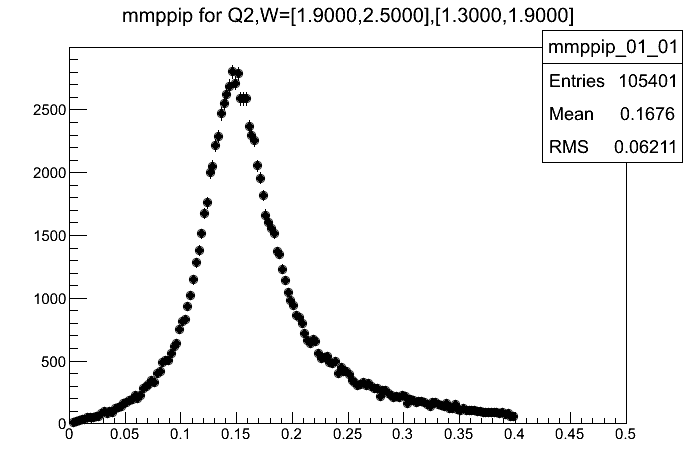 mmppip for Q2,W=[1.9000,2.5000],[1.3000,1.9000]
mmppip_01_01
Entries 105401
Mean 0.1676
RMS 0.06211
2500
2000
1500
1000
500
0
0 0.05 0.1 0.15 0.2 0.25 0.3 0.35 0.4 0.45 0.5